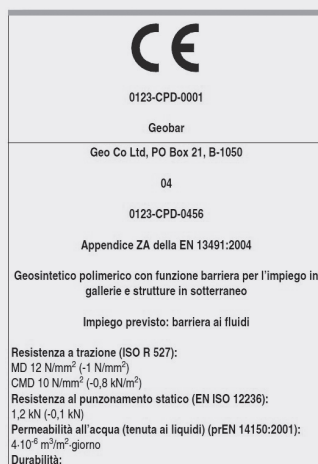 CE
0123-CPD-0001
Geobar
Geo Co Ltd, PO Box 21, B-1050
04
0123-CPD-0456
Appendice ZA della EN 13491:2004
Geosintetico polimerico con funzione barriera per l'impiego in
gallerie e strutture in sotterraneo
Impiego previsto: barriera ai fluidi
Resistenza a trazione (ISO R 527):
MD 12 N/mm² (-1 N/mm²)
CMD 10 N/mm² (-0,8 kN/m²)
Resistenza al punzonamento statico (EN ISO 12236):
1,2 kN (-0,1 kN)
Permeabilità all'acqua (tenuta ai liquidi) (prEN 14150:2001):
4·10⁻⁶ m³/m²·giorno
Durabilità: